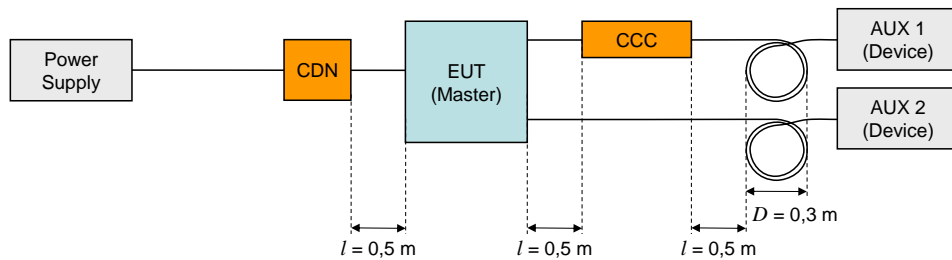 Power
Supply
CDN
EUT
(Master)
CCC
AUX 1
(Device)
AUX 2
(Device)
D = 0,3 m
l = 0,5 m
l = 0,5 m
l = 0,5 m